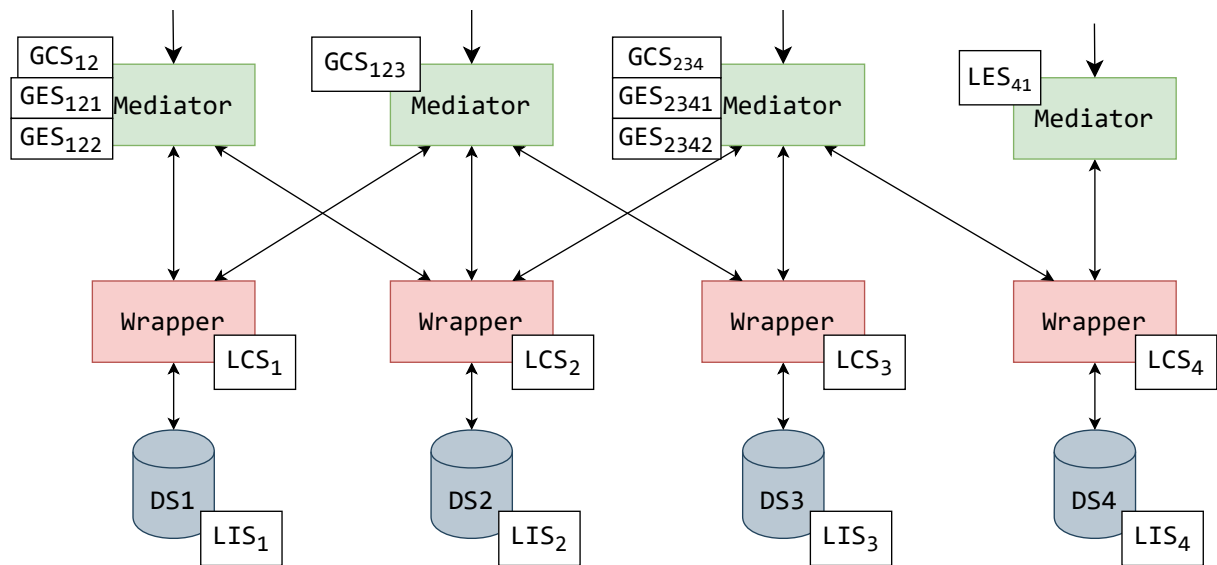 GCS12
GES121
GES122
Mediator
GCS123
Mediator
GCS234
GES2341
GES2342
Mediator
LES41
Mediator
Wrapper
LCS1
Wrapper
LCS2
Wrapper
LCS3
Wrapper
LCS4
DS1
LIS1
DS2
LIS2
DS3
LIS3
DS4
LIS4